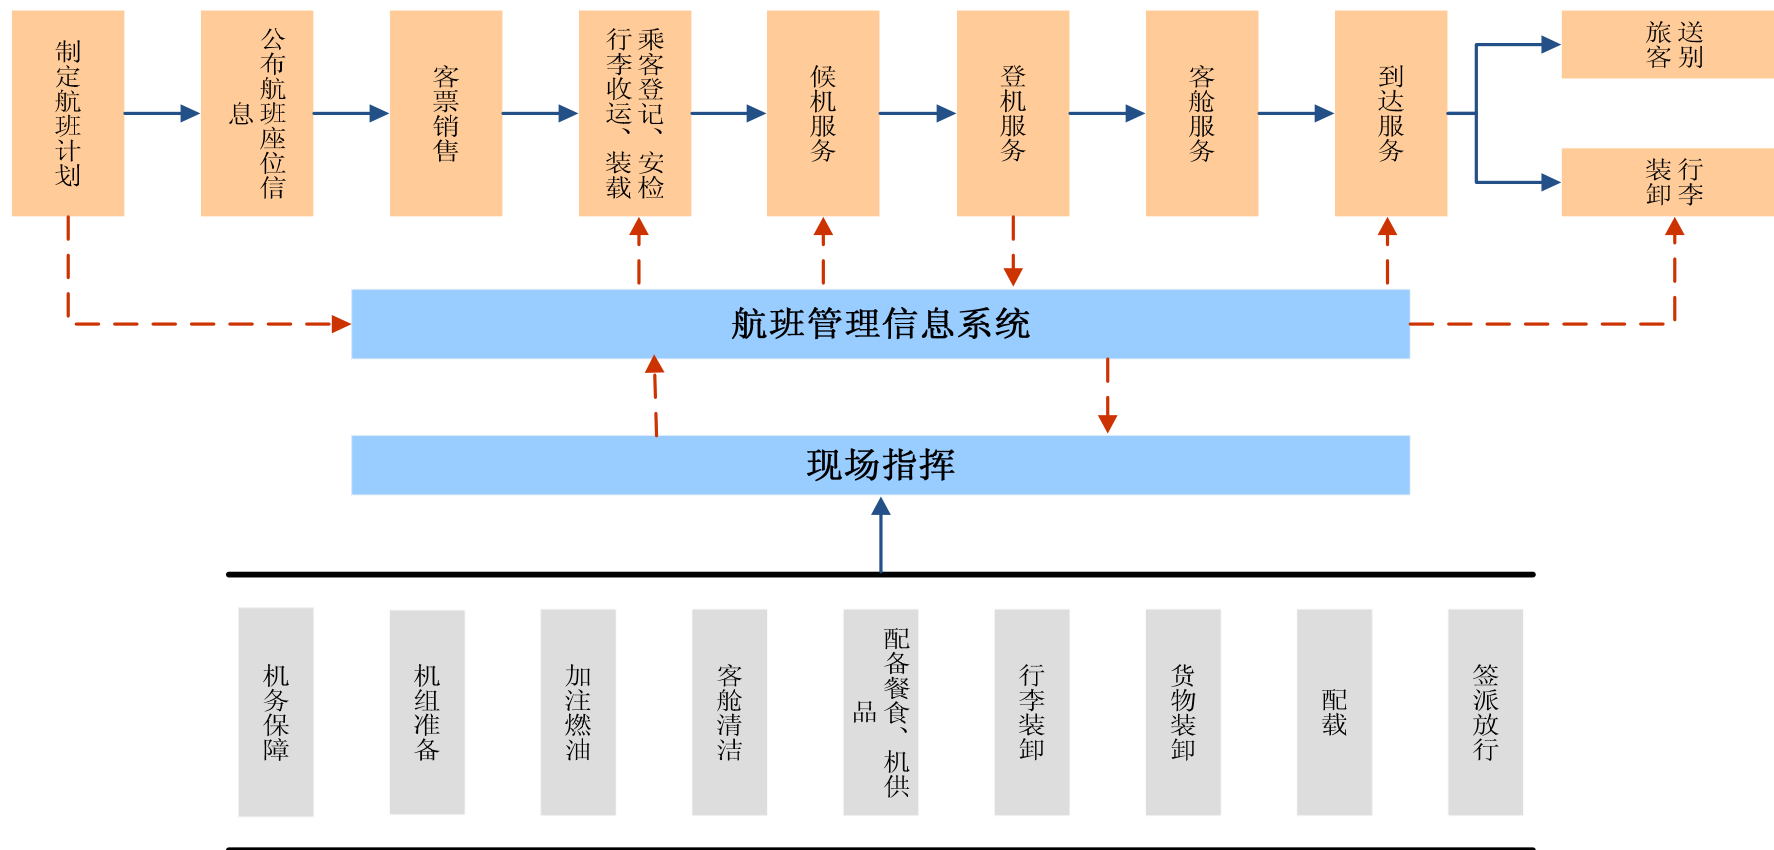 制定航班计划
公布航班座位信
息
客票销售
乘客登记、安检
行李收运、装载
候机服务
登机服务
客舱服务
到达服务
送别
旅客
行李
装卸
航班管理信息系统
现场指挥
机务保障
机组准备
加注燃油
客舱清洁
配备餐食、机供
品
行李装卸
货物装卸
配载
签派放行